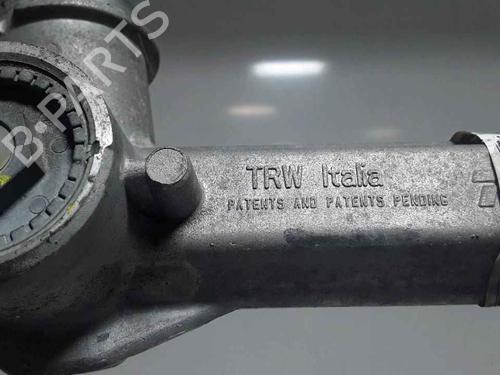 B-PARTS
TRW Italia
PATENTS AND PATENTS PENDING